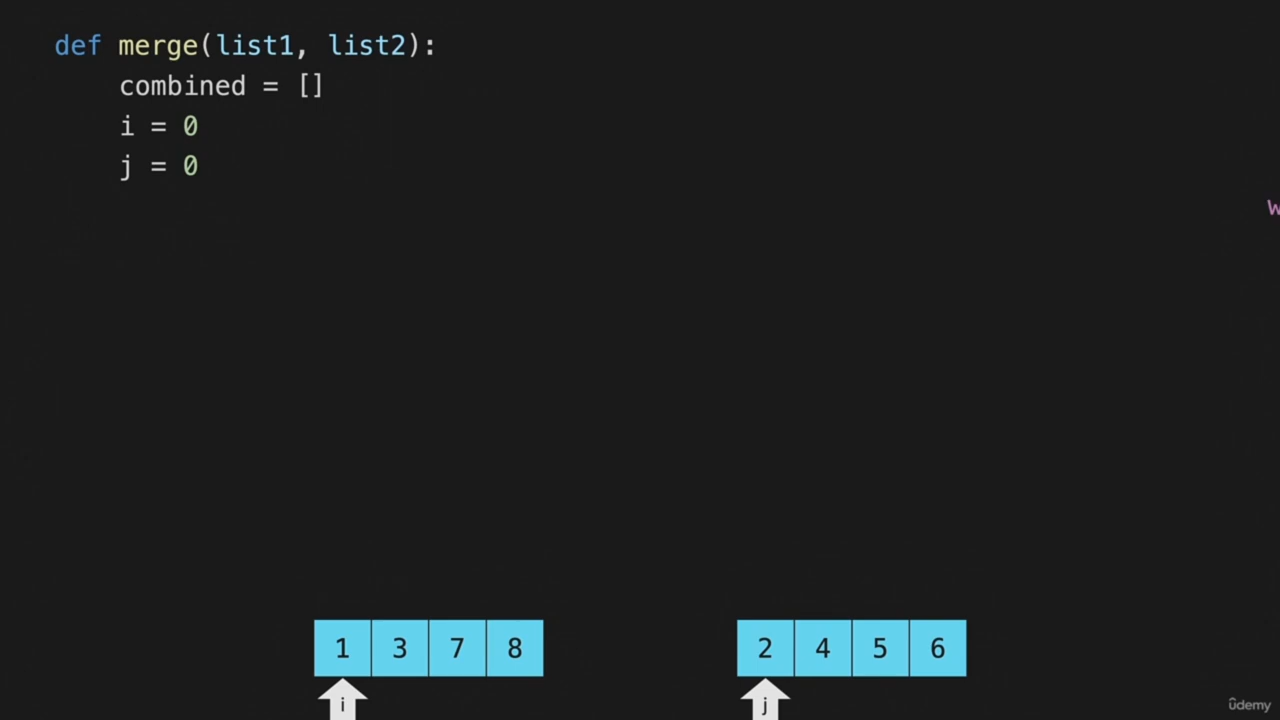 def merge(list1, list2):
    combined = []
    i = 0
    j = 0
w
1 3 7 8 2 4 5 6
i j
ûdemy